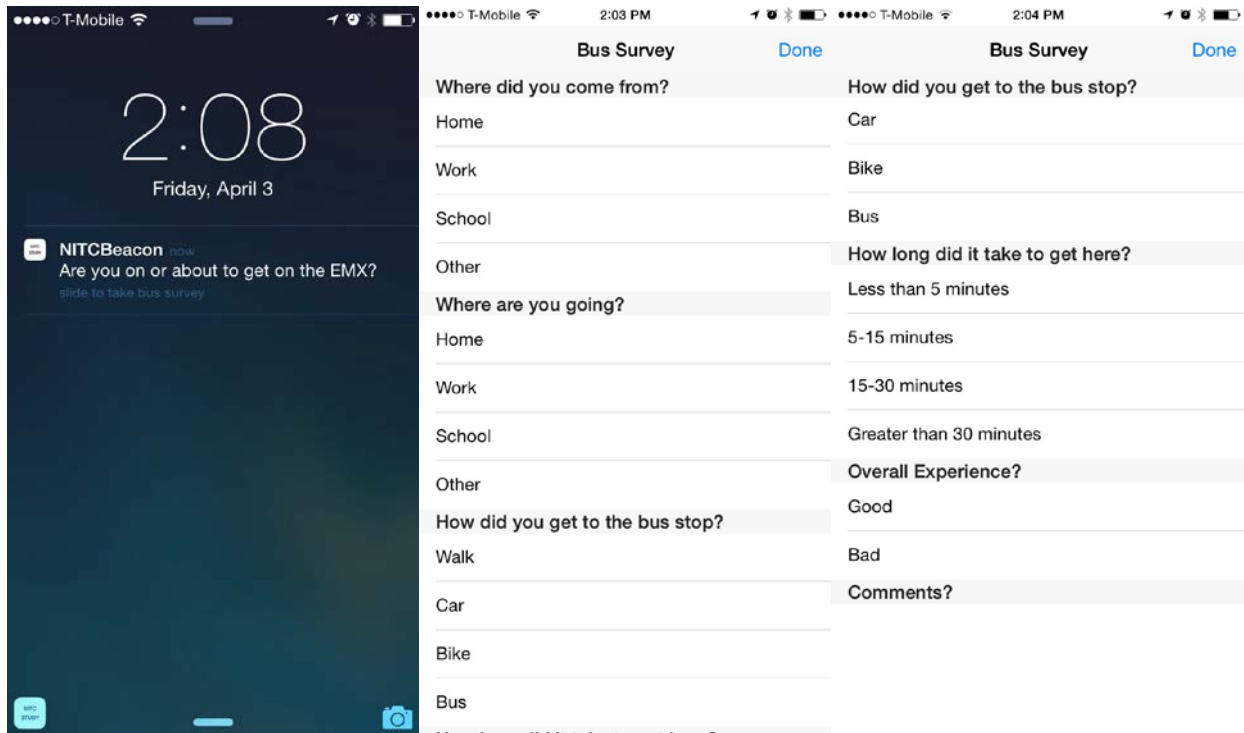 T-Mobile
2:08
Friday, April 3
NITCBeacon now
Are you on or about to get on the EMX?
slide to take bus survey
NITC
STUDY
T-Mobile 2:03 PM
Bus Survey Done
Where did you come from?
Home
Work
School
Other
Where are you going?
Home
Work
School
Other
How did you get to the bus stop?
Walk
Car
Bike
Bus
T-Mobile 2:04 PM
Bus Survey Done
How did you get to the bus stop?
Car
Bike
Bus
How long did it take to get here?
Less than 5 minutes
5-15 minutes
15-30 minutes
Greater than 30 minutes
Overall Experience?
Good
Bad
Comments?